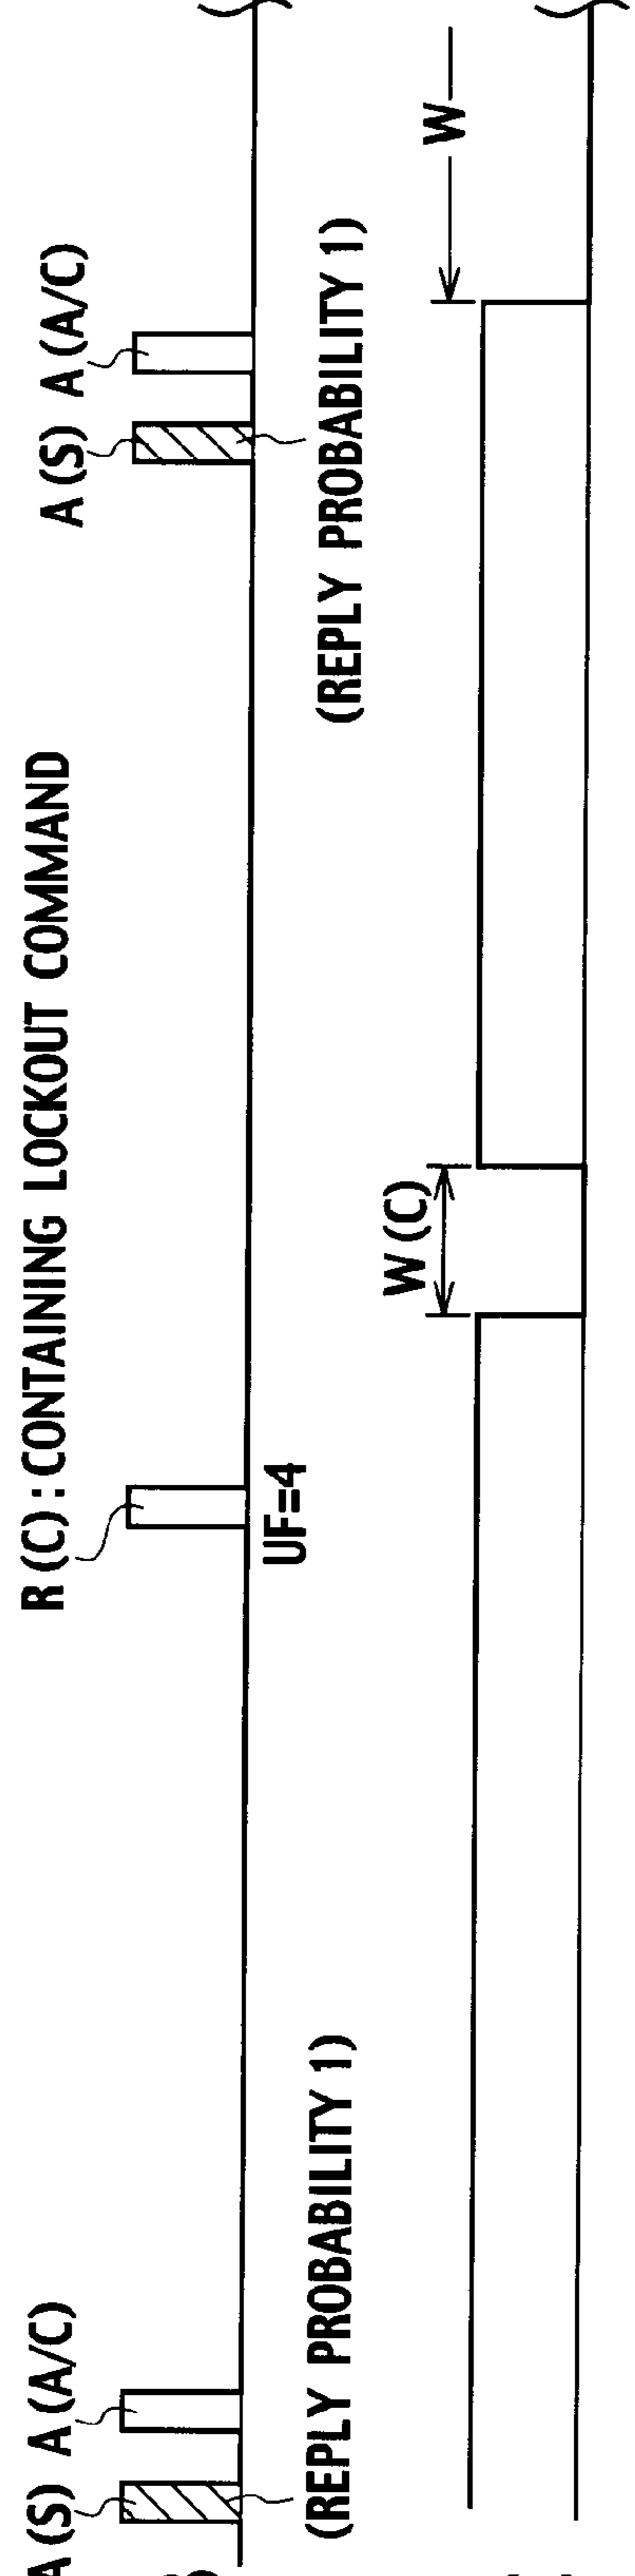 A(S) A(A/C)
(REPLY PROBABILITY 1)
R(C):CONTAINING LOCKOUT COMMAND
UF=4
A(S) A(A/C)
(REPLY PROBABILITY 1)
W(C)
W